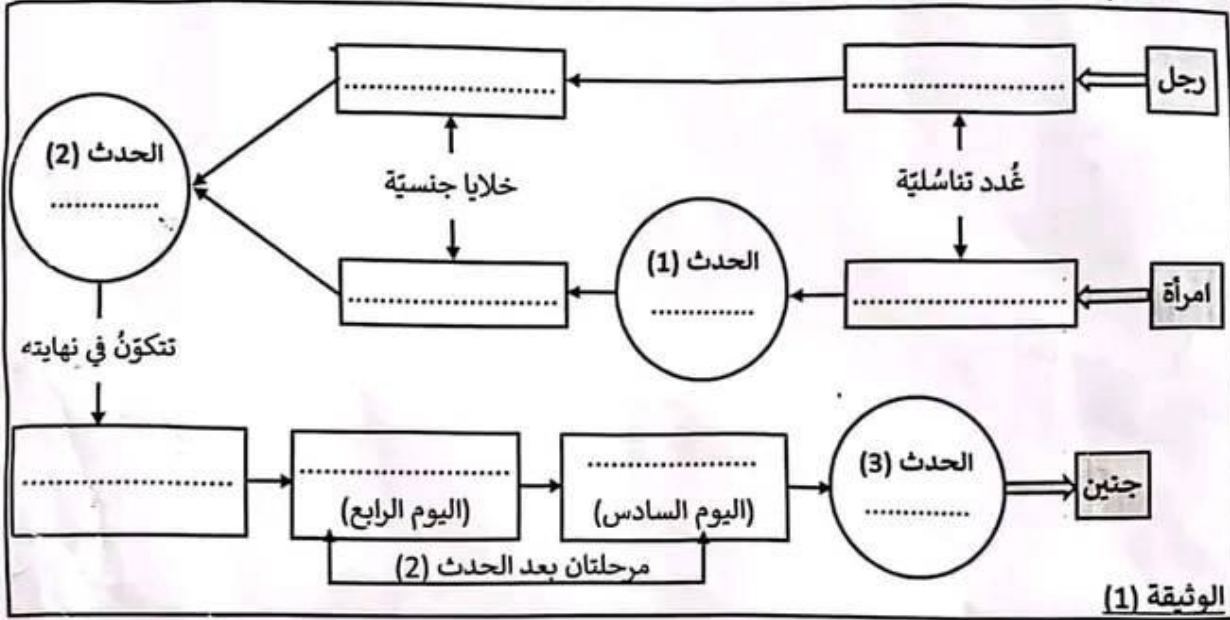 رجل
........................
........................
غُدد تناسُليّة
خلايا جنسيّة
الحدث (2)
..............
امرأة
........................
الحدث (1)
..............
........................
تتكوّنُ في نهايته
........................
........................
(اليوم الرابع)
........................
(اليوم السادس)
الحدث (3)
..............
جنين
مرحلتان بعد الحدث (2)
الوثيقة (1)